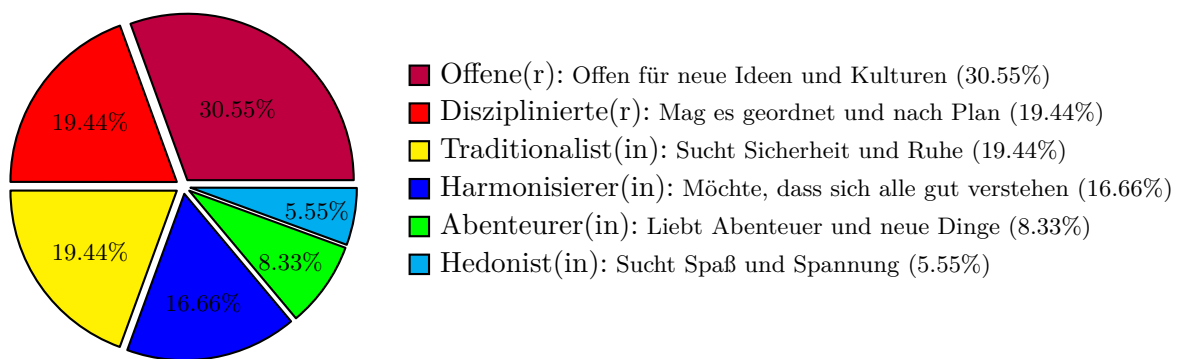 30.55%
19.44%
19.44%
16.66%
8.33%
5.55%
Offene(r): Offen für neue Ideen und Kulturen (30.55%)
Disziplinierte(r): Mag es geordnet und nach Plan (19.44%)
Traditionalist(in): Sucht Sicherheit und Ruhe (19.44%)
Harmonisierer(in): Möchte, dass sich alle gut verstehen (16.66%)
Abenteurer(in): Liebt Abenteuer und neue Dinge (8.33%)
Hedonist(in): Sucht Spaß und Spannung (5.55%)